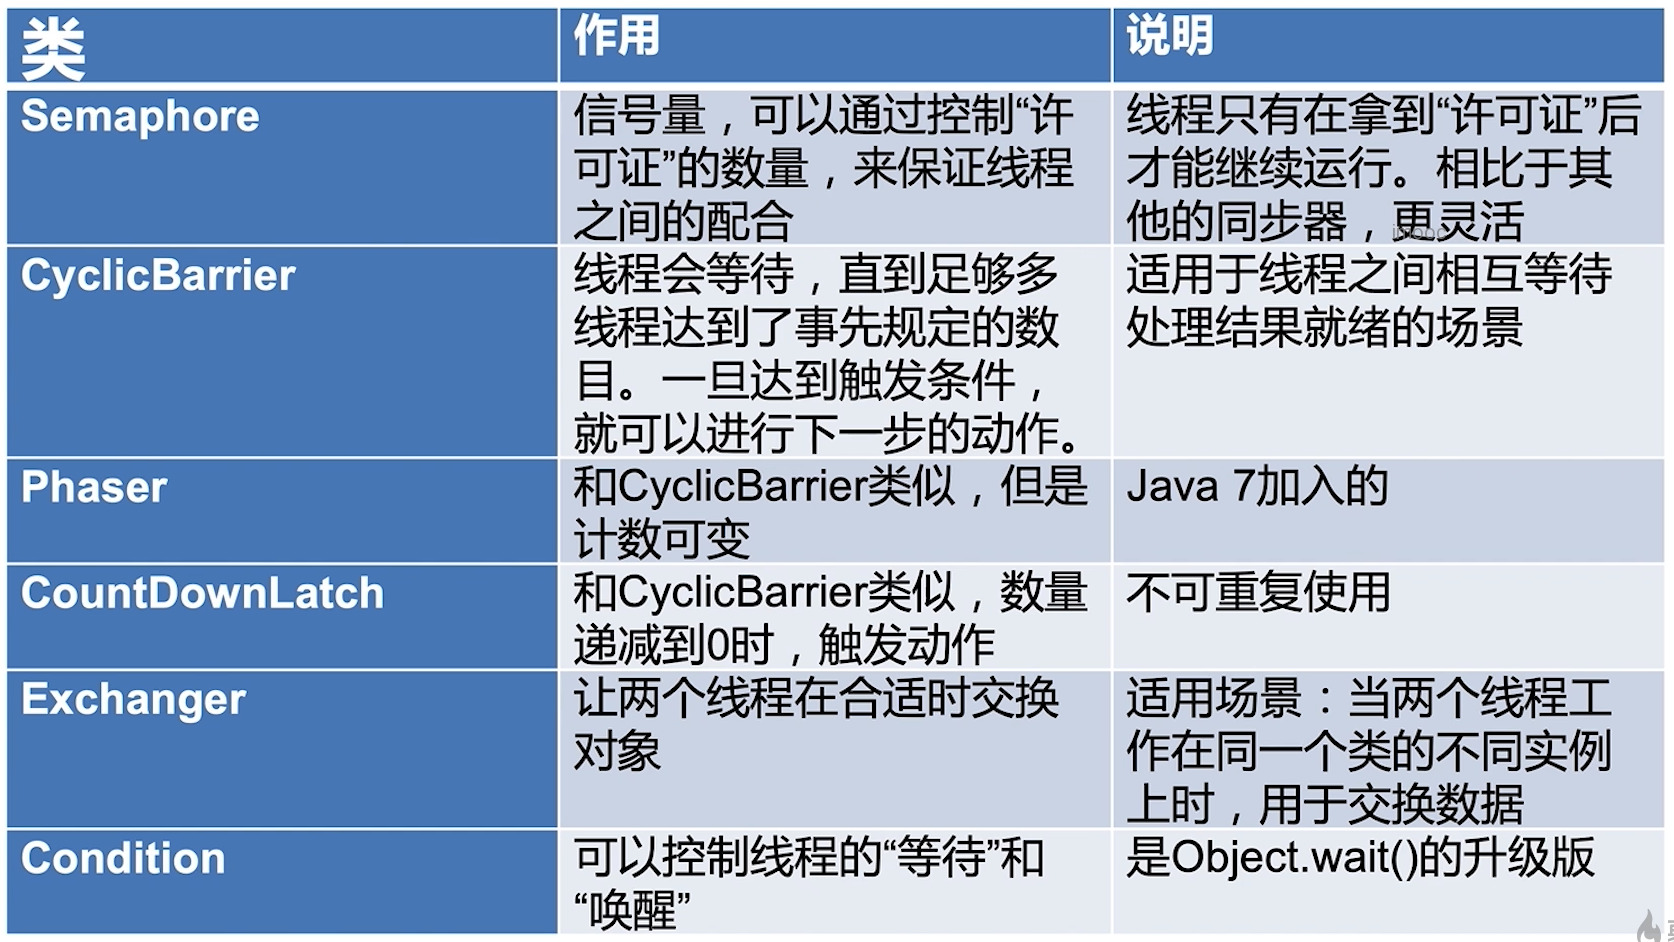 类
作用
说明
Semaphore
信号量，可以通过控制“许
可证”的数量，来保证线程
之间的配合
线程只有在拿到“许可证”后
才能继续运行。相比于其
他的同步器，更灵活
imooc
CyclicBarrier
线程会等待，直到足够多
线程达到了事先规定的数
目。一旦达到触发条件，
就可以进行下一步的动作。
适用于线程之间相互等待
处理结果就绪的场景
Phaser
和CyclicBarrier类似，但是
计数可变
Java 7加入的
CountDownLatch
和CyclicBarrier类似，数量
递减到0时，触发动作
不可重复使用
Exchanger
让两个线程在合适时交换
对象
适用场景：当两个线程工
作在同一个类的不同实例
上时，用于交换数据
Condition
可以控制线程的“等待”和
“唤醒”
是Object.wait()的升级版